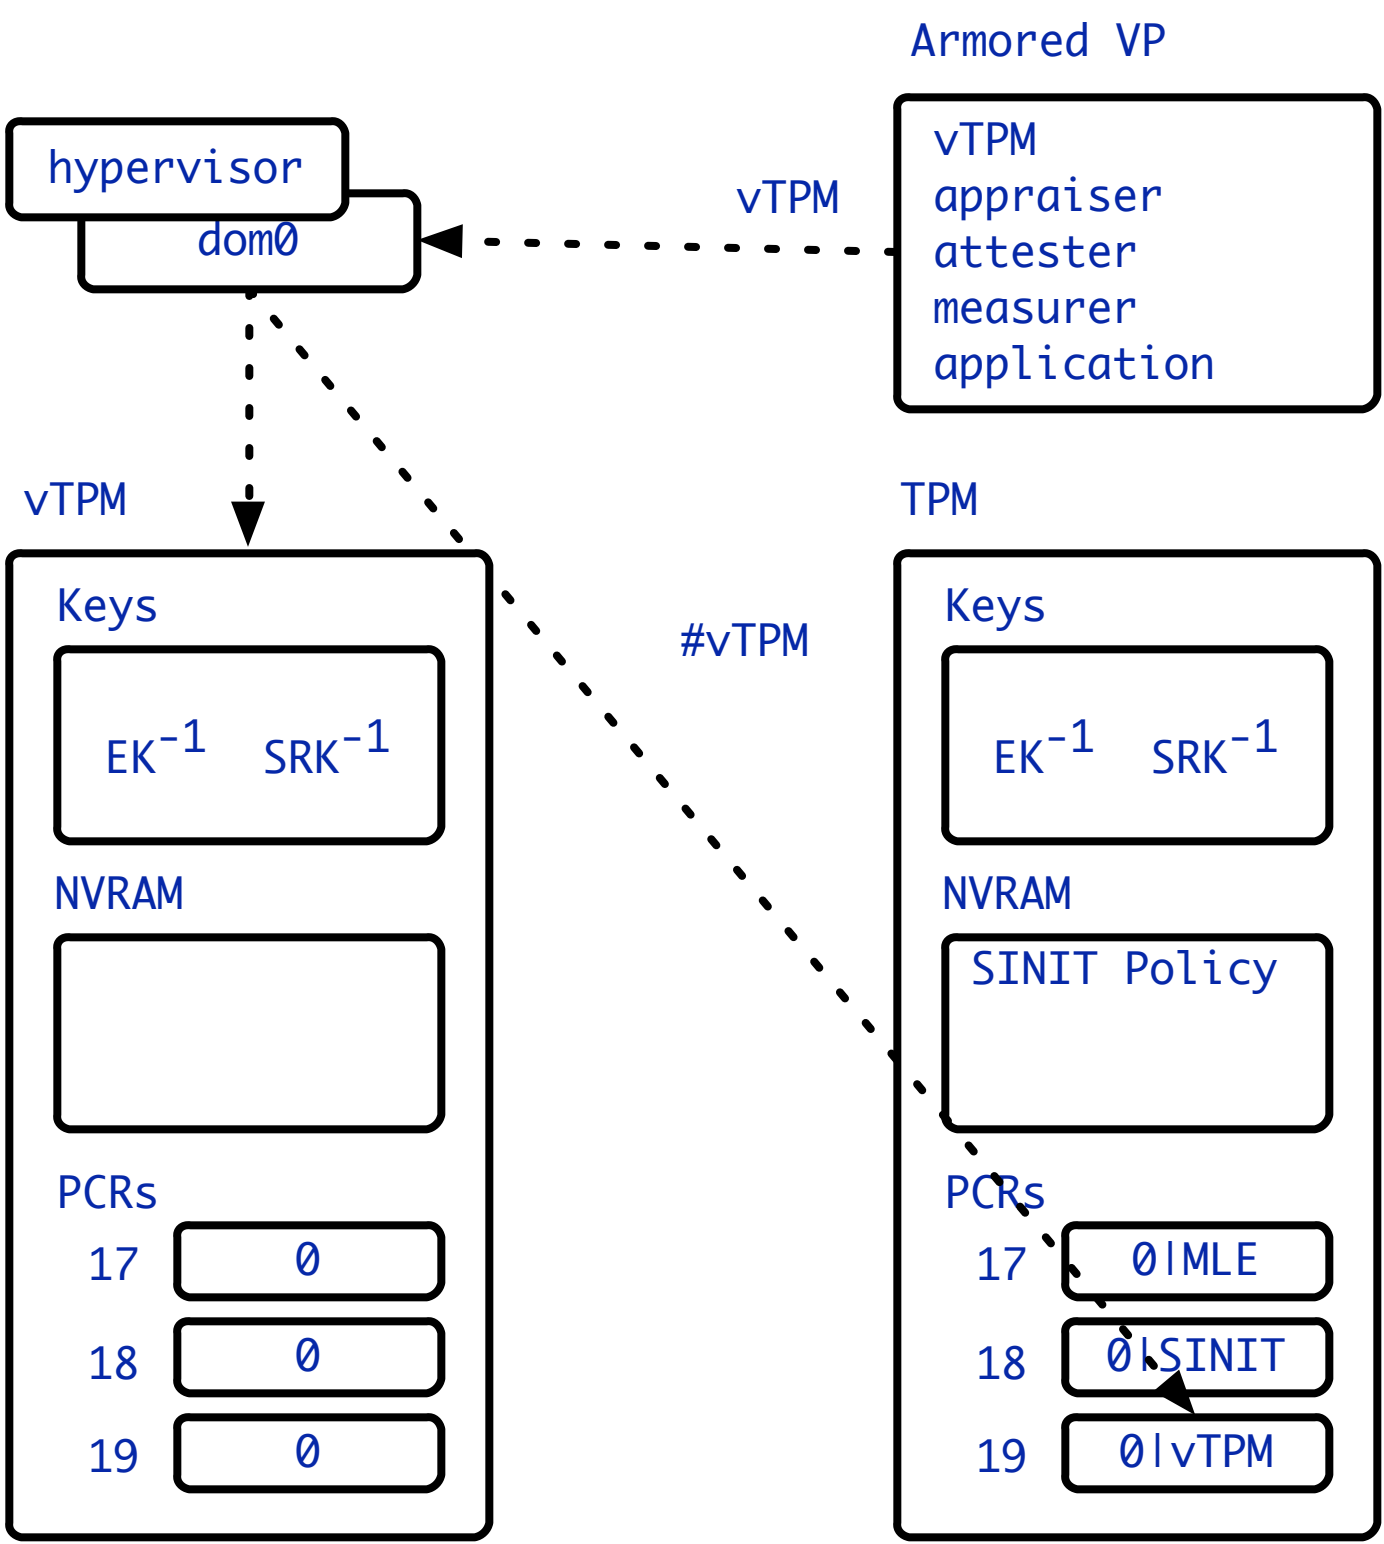 Armored VP
hypervisor
dom0
vTPM
vTPM
appraiser
attester
measurer
application
vTPM
Keys
EK-1 SRK-1
NVRAM
PCRs
17 0
18 0
19 0
#vTPM
TPM
Keys
EK-1 SRK-1
NVRAM
SINIT Policy
PCRs
17 0|MLE
18 0|SINIT
19 0|vTPM